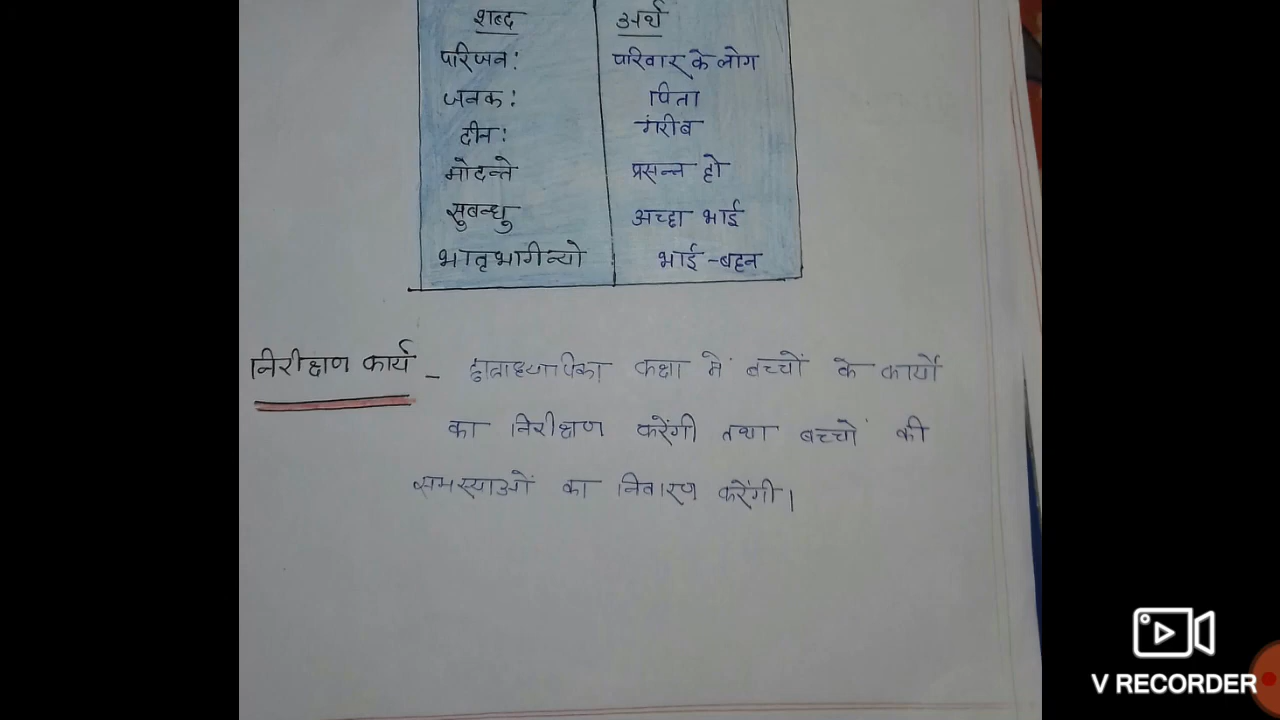 शब्द अर्थ
परिजन: परिवार के लोग
जनक: पिता
दीन: गरीब
मोदन्ते प्रसन्न हो
सुबन्धु अच्छा भाई
भातृभागीन्यो भाई-बहन
निरीक्षण कार्य - छात्राध्यापिका कक्षा में बच्चों के कार्यों
का निरीक्षण करेंगी तथा बच्चों की
समस्याओं का निवारण करेंगी।
V RECORDER